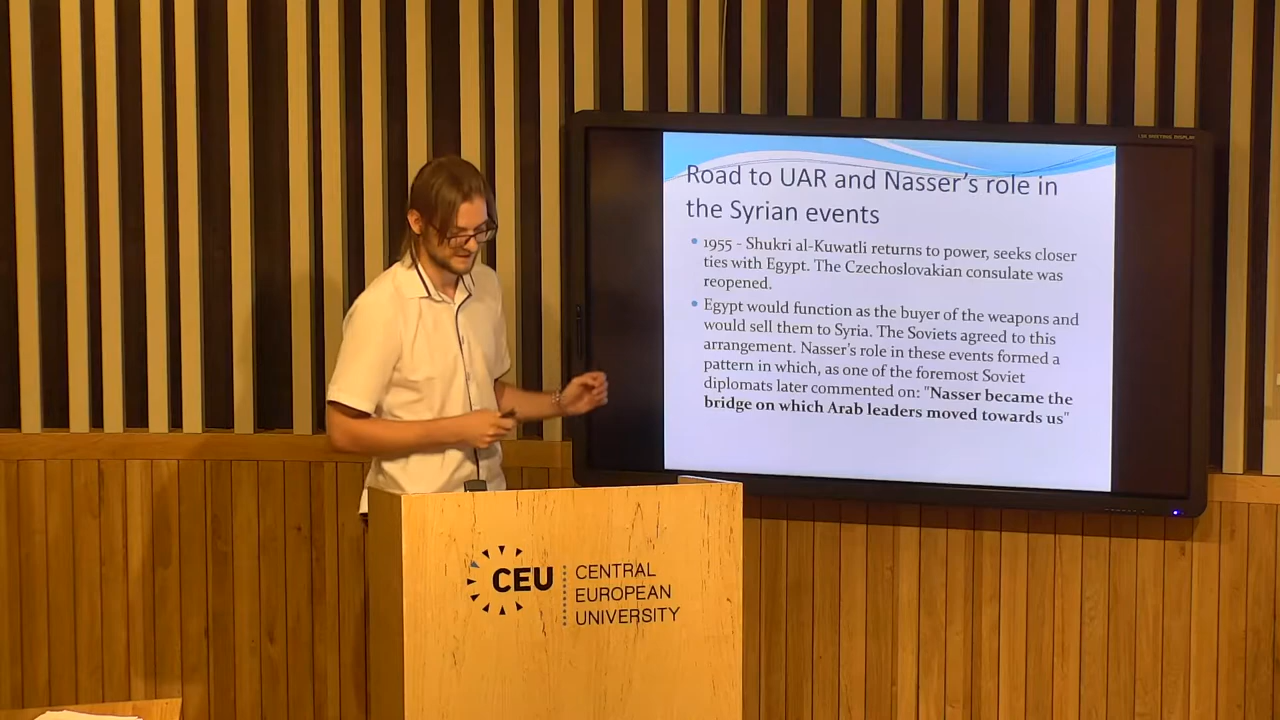 Road to UAR and Nasser's role in
the Syrian events
1955 - Shukri al-Kuwatli returns to power, seeks closer
ties with Egypt. The Czechoslovakian consulate was
reopened.
Egypt would function as the buyer of the weapons and
would sell them to Syria. The Soviets agreed to this
arrangement. Nasser's role in these events formed a
pattern in which, as one of the foremost Soviet
diplomats later commented on: "Nasser became the
bridge on which Arab leaders moved towards us"
CEU
CENTRAL
EUROPEAN
UNIVERSITY